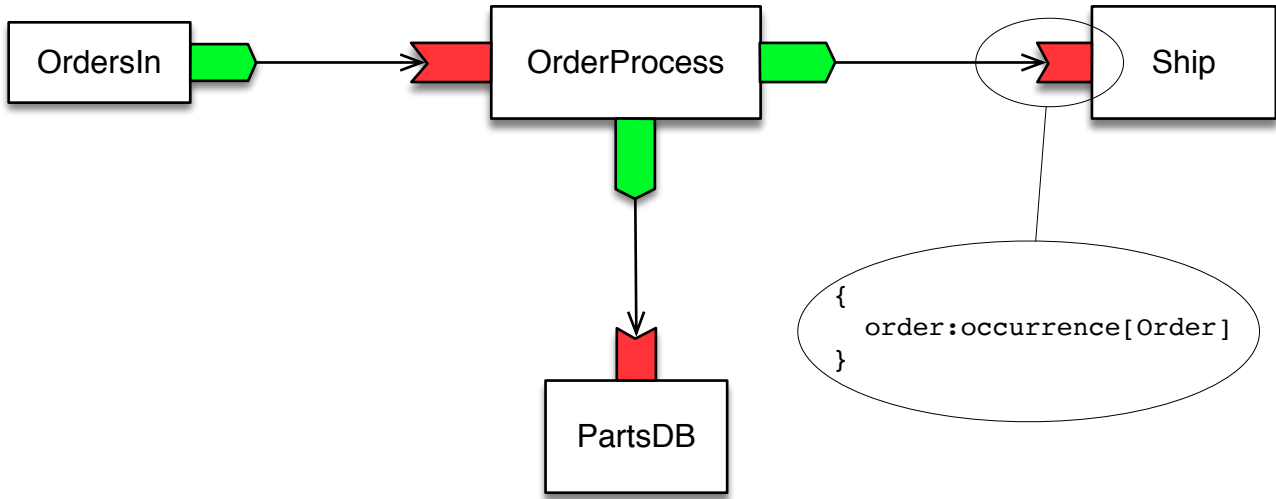 OrdersIn
OrderProcess
Ship
{
order:occurrence[Order]
}
PartsDB